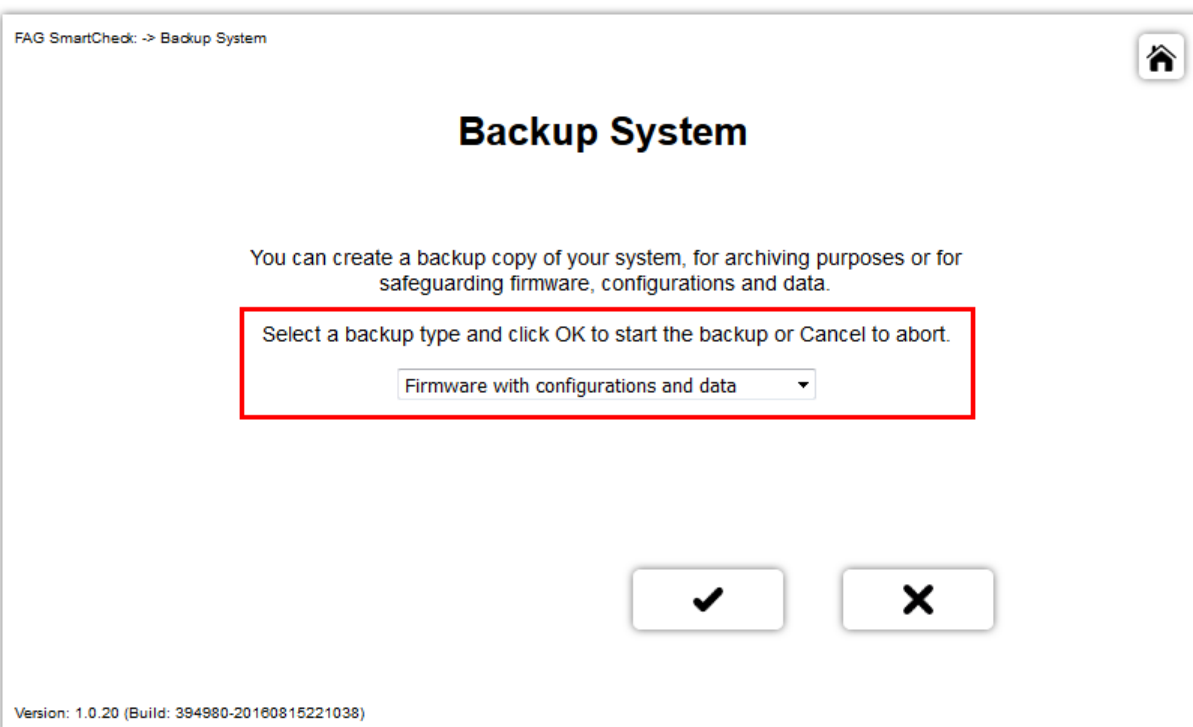 FAG SmartCheck: -> Backup System
Backup System
You can create a backup copy of your system, for archiving purposes or for
safeguarding firmware, configurations and data.
Select a backup type and click OK to start the backup or Cancel to abort.
Firmware with configurations and data
Version: 1.0.20 (Build: 394980-20160815221038)